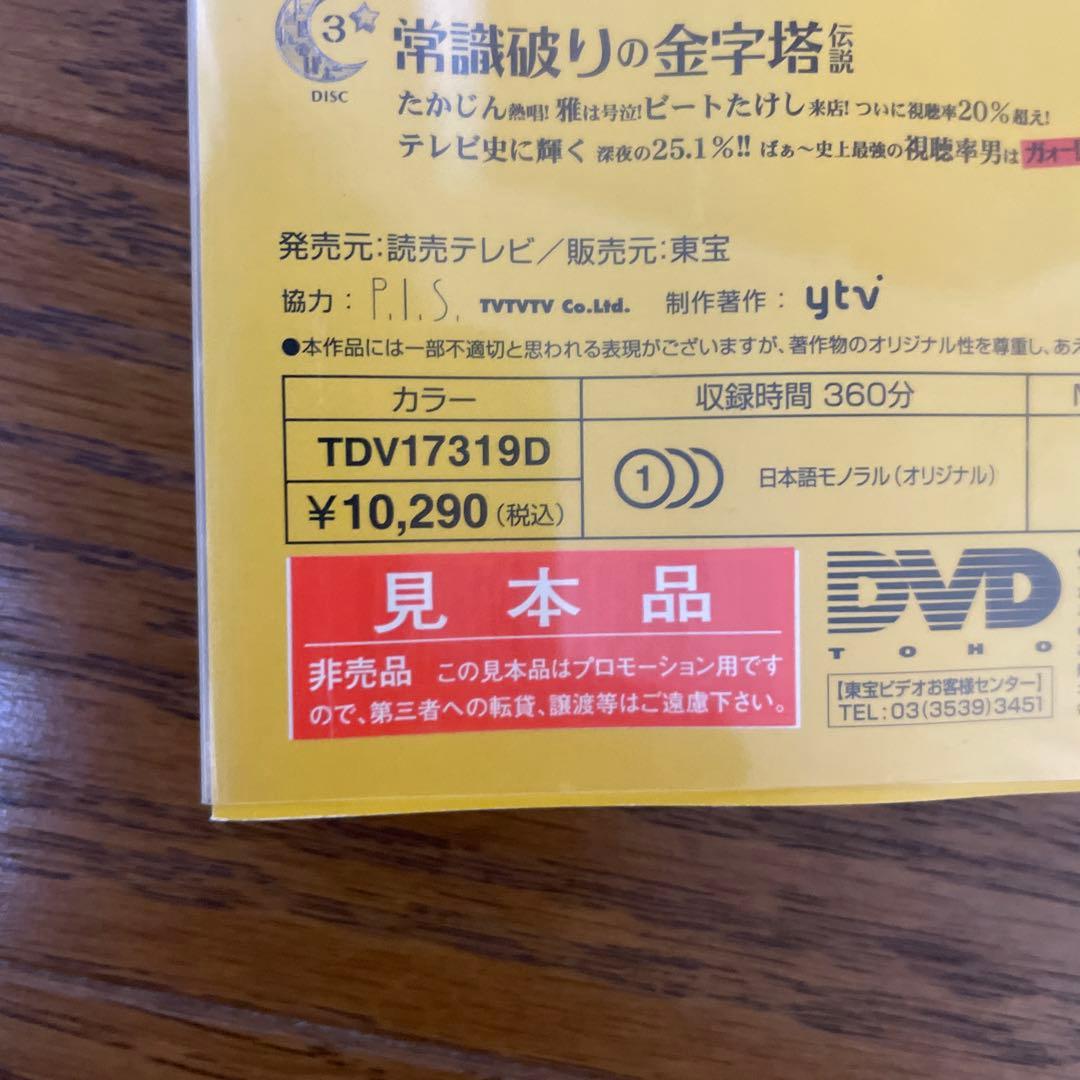 3
DISC
常識破りの金字塔伝説
たかじん熱唱! 雅は号泣!ビートたけし来店! ついに視聴率20%超え!
テレビ史に輝く 深夜の25.1%!! ばぁ～史上最強の視聴率男はガォー
発売元:読売テレビ/販売元:東宝
協力: P.I.S. TVTVTV Co.Ltd. 制作著作: ytv
●本作品には一部不適切と思われる表現がございますが、著作物のオリジナル性を尊重し、あえ
カラー 収録時間 360分
TDV17319D
1 日本語モノラル(オリジナル)
¥10,290(税込)
見本品
非売品 この見本品はプロモーション用です
ので、第三者への転貸、譲渡等はご遠慮下さい。
DVD
TOHO
【東宝ビデオお客様センター】
TEL:03(3539)3451